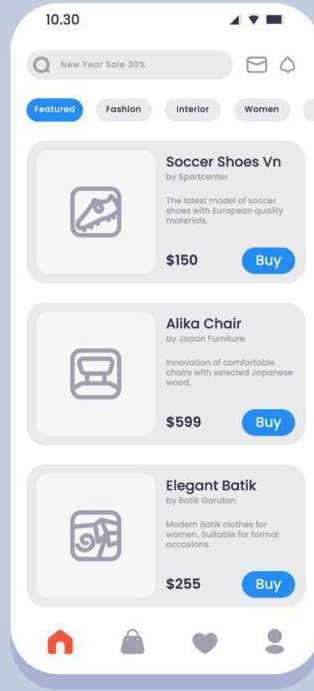 10.30
New Year Sale 30%
Featured
Fashion
Interior
Women
Soccer Shoes Vn
by Sportcenter
The latest model of soccer
shoes with European quality
materials.
$150
Buy
Alika Chair
by Japan Furniture
Innovation of comfortable
chairs with selected Japanese
wood.
$599
Buy
Elegant Batik
by Batik Garutan
Modern Batik clothes for
women. Suitable for formal
occasions.
$255
Buy